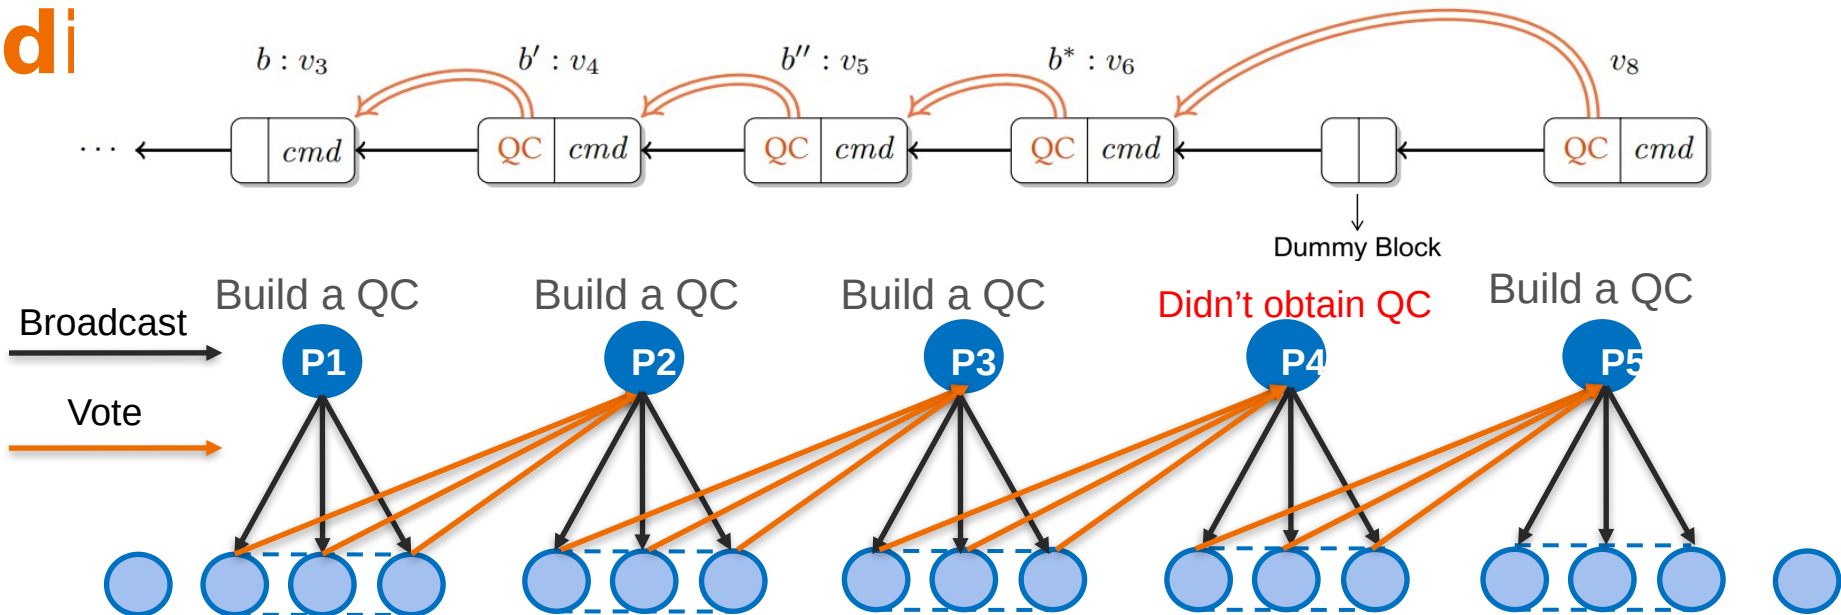 di
b : v₃ b′ : v₄ b″ : v₅ b* : v₆ v₈
··· cmd QC cmd QC cmd QC cmd QC cmd
Dummy Block
Build a QC Build a QC Build a QC Didn't obtain QC Build a QC
Broadcast
P1 P2 P3 P4 P5
Vote